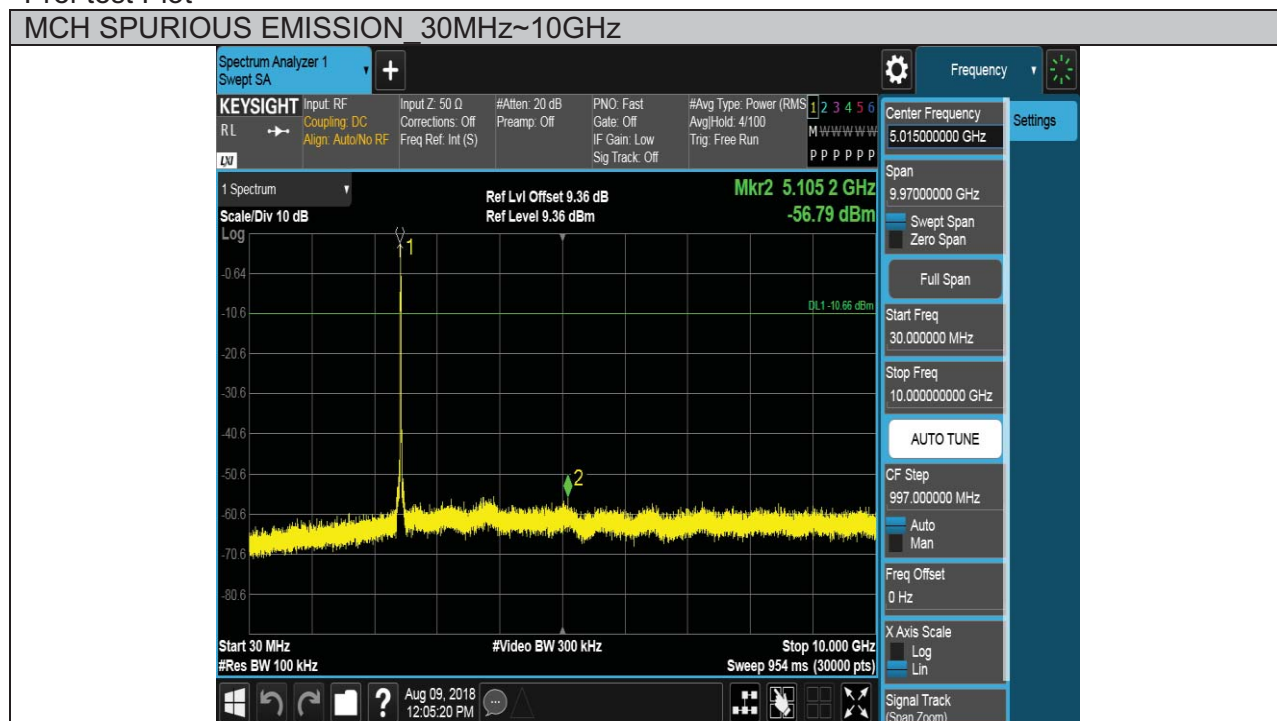 MCH SPURIOUS EMISSION_30MHz~10GHz
Spectrum Analyzer 1
Swept SA
Frequency
KEYSIGHT
RL
LXI
Input: RF
Coupling: DC
Align: Auto/No RF
Input Z: 50 Ω
Corrections: Off
Freq Ref: Int (S)
#Atten: 20 dB
Preamp: Off
PNO: Fast
Gate: Off
IF Gain: Low
Sig Track: Off
#Avg Type: Power (RMS
Avg|Hold: 4/100
Trig: Free Run
1 2 3 4 5 6
M W W W W W
P P P P P P
1 Spectrum
Scale/Div 10 dB
Log
Ref Lvl Offset 9.36 dB
Ref Level 9.36 dBm
Mkr2 5.105 2 GHz
-56.79 dBm
1
-0.64
DL1 -10.66 dBm
-10.6
-20.6
-30.6
-40.6
-50.6
2
-60.6
-70.6
-80.6
Start 30 MHz
#Video BW 300 kHz
Stop 10.000 GHz
#Res BW 100 kHz
Sweep 954 ms (30000 pts)
?
Aug 09, 2018
12:05:20 PM
Center Frequency
5.015000000 GHz
Settings
Span
9.97000000 GHz
Swept Span
Zero Span
Full Span
Start Freq
30.000000 MHz
Stop Freq
10.000000000 GHz
AUTO TUNE
CF Step
997.000000 MHz
Auto
Man
Freq Offset
0 Hz
X Axis Scale
Log
Lin
Signal Track
(Span Zoom)